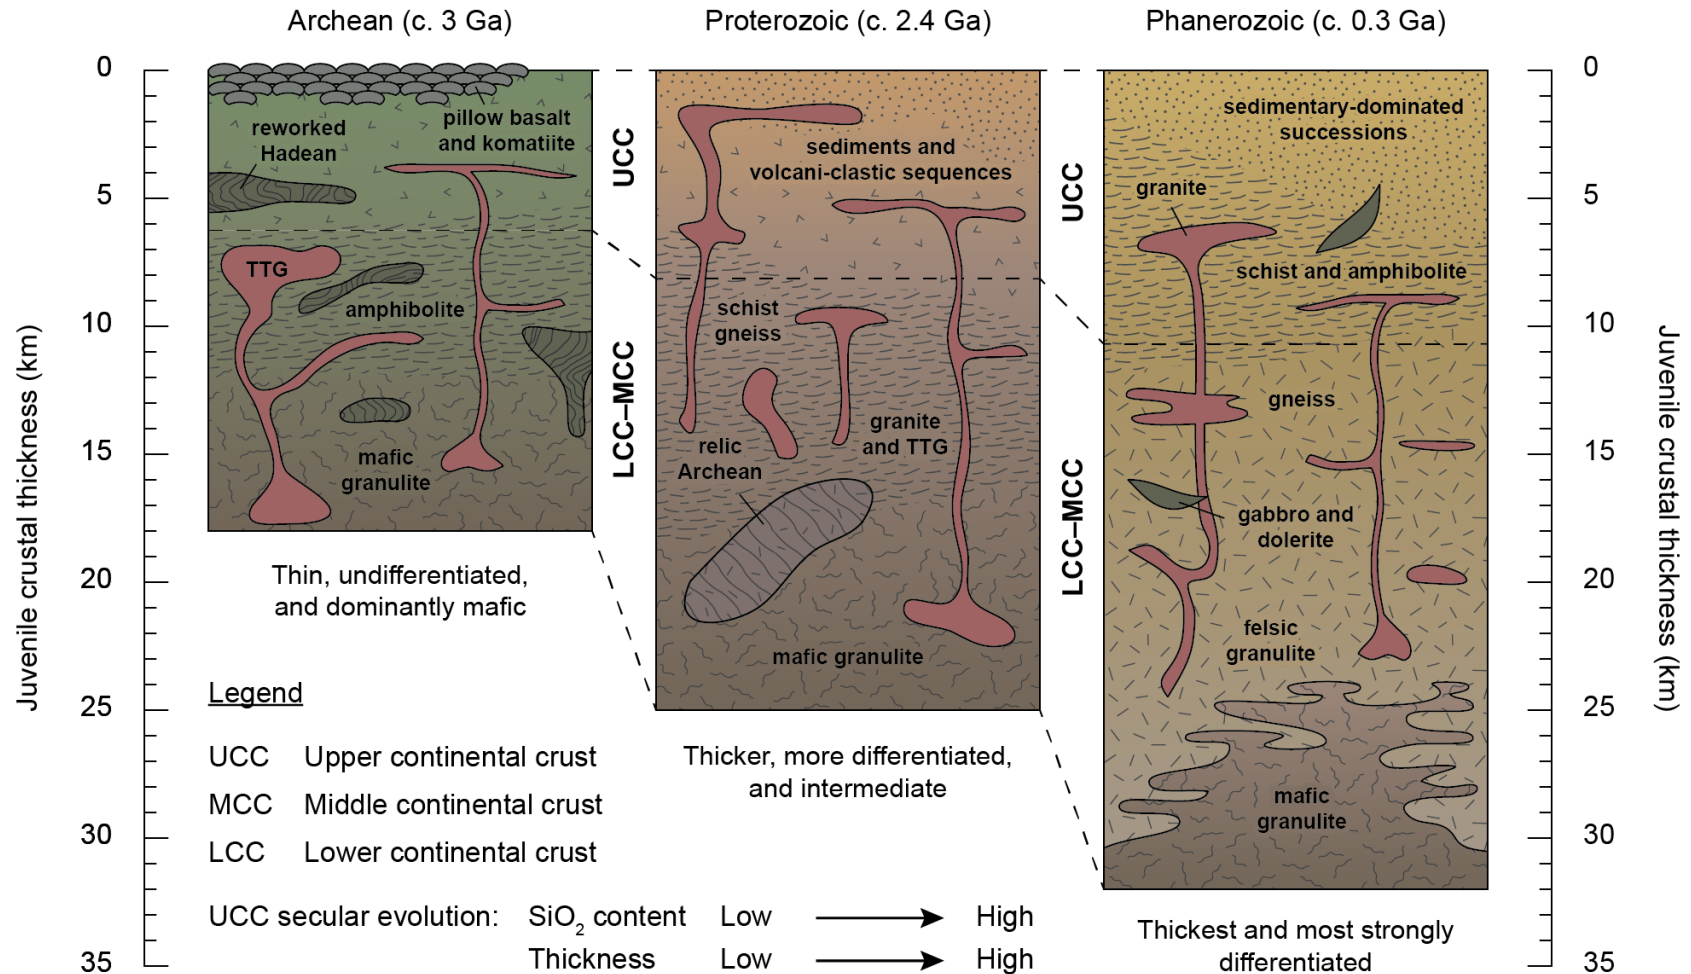 Archean (c. 3 Ga)
Proterozoic (c. 2.4 Ga)
Phanerozoic (c. 0.3 Ga)
Juvenile crustal thickness (km)
0
5
10
15
20
25
30
35
pillow basalt
and komatiite
reworked
Hadean
TTG
amphibolite
mafic
granulite
Thin, undifferentiated,
and dominantly mafic
UCC
LCC–MCC
sediments and
volcani-clastic sequences
schist
gneiss
relic
Archean
granite
and TTG
mafic granulite
Thicker, more differentiated,
and intermediate
UCC
LCC–MCC
sedimentary-dominated
successions
granite
schist and amphibolite
gneiss
gabbro and
dolerite
felsic
granulite
mafic
granulite
Thickest and most strongly
differentiated
0
5
10
15
20
25
30
35
Juvenile crustal thickness (km)
Legend
UCC Upper continental crust
MCC Middle continental crust
LCC Lower continental crust
UCC secular evolution: SiO₂ content Low High
Thickness Low High